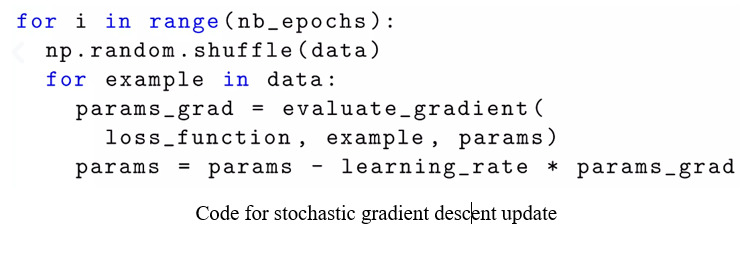 for i in range(nb_epochs):
  np.random.shuffle(data)
  for example in data:
    params_grad = evaluate_gradient(
      loss_function, example, params)
    params = params - learning_rate * params_grad
Code for stochastic gradient descent update